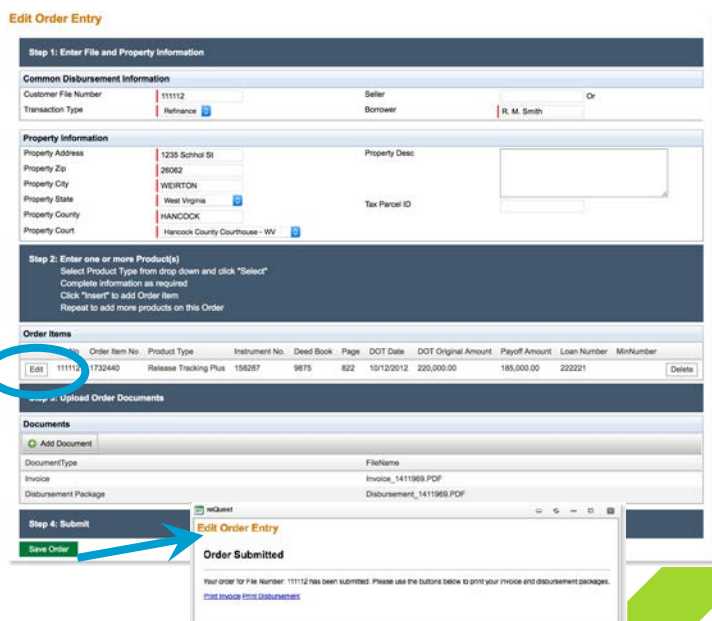 Edit Order Entry
Step 1: Enter File and Property Information
Common Disbursement Information
Customer File Number 111112 Seller Or
Transaction Type Refinance Borrower R. M. Smith
Property Information
Property Address 1235 Schhol St Property Desc
Property Zip 26062
Property City WEIRTON
Property State West Virginia Tax Parcel ID
Property County HANCOCK
Property Court Hancock County Courthouse - WV
Step 2: Enter one or more Product(s)
Select Product Type from drop down and click "Select"
Complete information as required
Click "Insert" to add Order item
Repeat to add more products on this Order
Order Items
No Order Item No Product Type Instrument No. Deed Book Page DOT Date DOT Original Amount Payoff Amount Loan Number MinNumber
Edit 111112 1732440 Release Tracking Plus 158287 9875 822 10/12/2012 220,000.00 185,000.00 222221 Delete
Step 3: Upload Order Documents
Documents
Add Document
DocumentType FileName
Invoice Invoice_1411969.PDF
Disbursement Package Disbursement_1411969.PDF
Step 4: Submit
Save Order
reQuest
Edit Order Entry
Order Submitted
Your order for File Number: 111112 has been submitted. Please use the buttons below to print your invoice and disbursement packages.
Print Invoice Print Disbursement